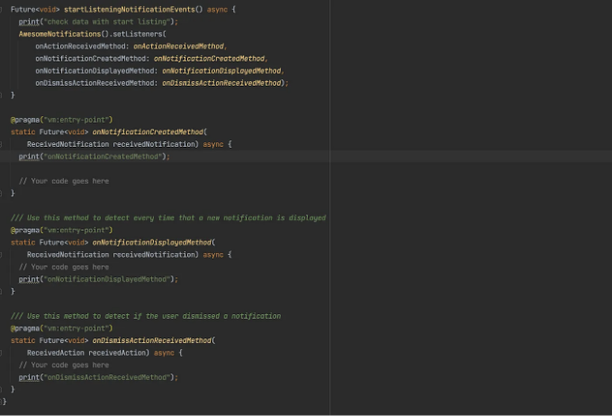 Future<void> startListeningNotificationEvents() async {
print("check data with start listing");
AwesomeNotifications().setListeners(
onActionReceivedMethod: onActionReceivedMethod,
onNotificationCreatedMethod: onNotificationCreatedMethod,
onNotificationDisplayedMethod: onNotificationDisplayedMethod,
onDismissActionReceivedMethod: onDismissActionReceivedMethod);
}
@pragma("vm:entry-point")
static Future<void> onNotificationCreatedMethod(
ReceivedNotification receivedNotification) async {
print("onNotificationCreatedMethod");
// Your code goes here
}
/// Use this method to detect every time that a new notification is displayed
@pragma("vm:entry-point")
static Future<void> onNotificationDisplayedMethod(
ReceivedNotification receivedNotification) async {
// Your code goes here
print("onNotificationDisplayedMethod");
}
/// Use this method to detect if the user dismissed a notification
@pragma("vm:entry-point")
static Future<void> onDismissActionReceivedMethod(
ReceivedAction receivedAction) async {
// Your code goes here
print("onDismissActionReceivedMethod");
}
}